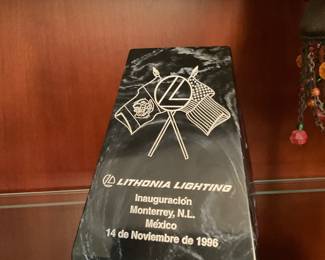 LITHONIA LIGHTING
Inauguración
Monterrey, N.L.
México
14 de Noviembre de 1996